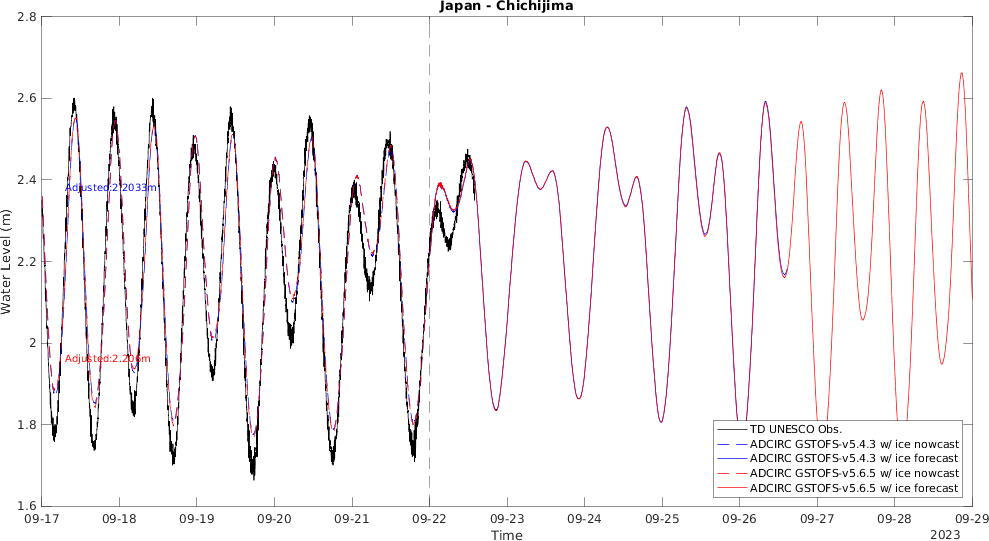 Japan - Chichijima
2.8
2.6
2.4
2.2
2
1.8
1.6
Water Level (m)
Adjusted:2.2033m
Adjusted:2.206m
TD UNESCO Obs.
ADCIRC GSTOFS-v5.4.3 w/ ice nowcast
ADCIRC GSTOFS-v5.4.3 w/ ice forecast
ADCIRC GSTOFS-v5.6.5 w/ ice nowcast
ADCIRC GSTOFS-v5.6.5 w/ ice forecast
09-17 09-18 09-19 09-20 09-21 09-22 09-23 09-24 09-25 09-26 09-27 09-28 09-29
Time
2023